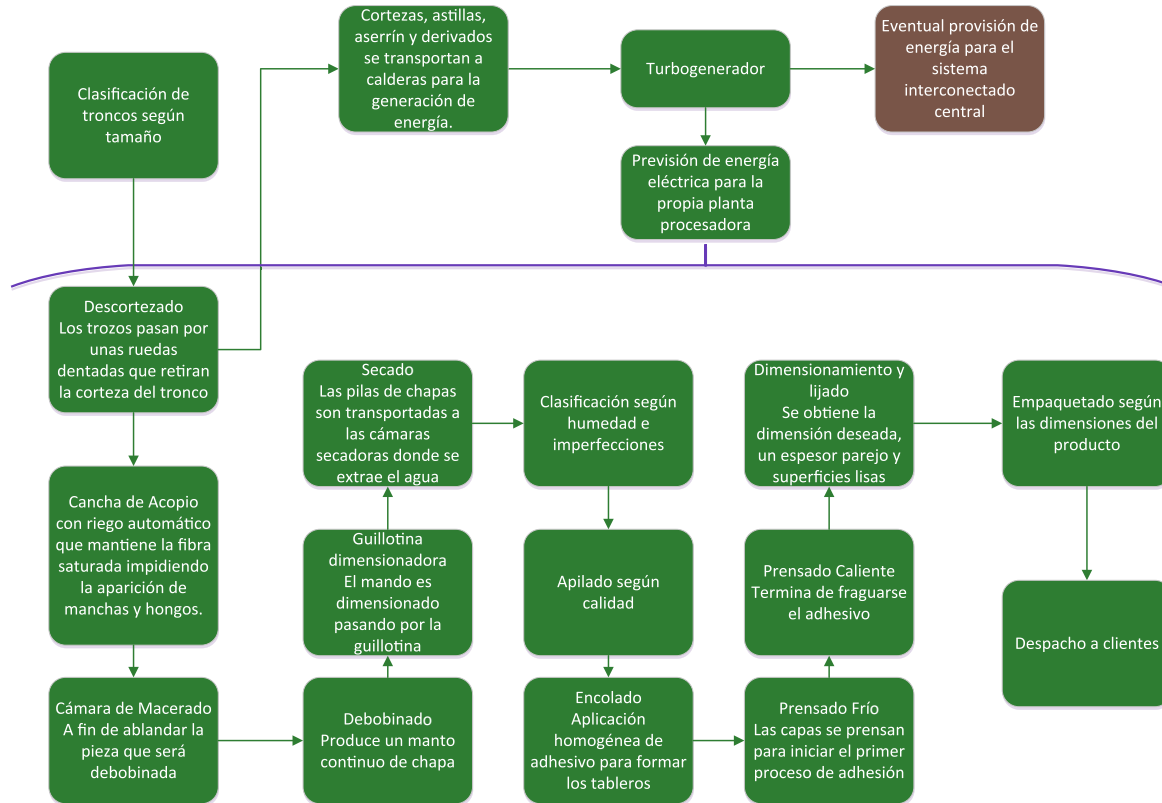 Clasificación de
troncos según
tamaño
Cortezas, astillas,
aserrín y derivados
se transportan a
calderas para la
generación de
energía.
Turbogenerador
Eventual provisión de
energía para el
sistema
interconectado
central
Previsión de energía
eléctrica para la
propia planta
procesadora
Descortezado
Los trozos pasan por
unas ruedas
dentadas que retiran
la corteza del tronco
Cancha de Acopio
con riego automático
que mantiene la fibra
saturada impidiendo
la aparición de
manchas y hongos.
Cámara de Macerado
A fin de ablandar la
pieza que será
debobinada
Debobinado
Produce un manto
continuo de chapa
Guillotina
dimensionadora
El mando es
dimensionado
pasando por la
guillotina
Secado
Las pilas de chapas
son transportadas a
las cámaras
secadoras donde se
extrae el agua
Clasificación según
humedad e
imperfecciones
Apilado según
calidad
Encolado
Aplicación
homogénea de
adhesivo para formar
los tableros
Prensado Frío
Las capas se prensan
para iniciar el primer
proceso de adhesión
Prensado Caliente
Termina de fraguarse
el adhesivo
Dimensionamiento y
lijado
Se obtiene la
dimensión deseada,
un espesor parejo y
superficies lisas
Empaquetado según
las dimensiones del
producto
Despacho a clientes